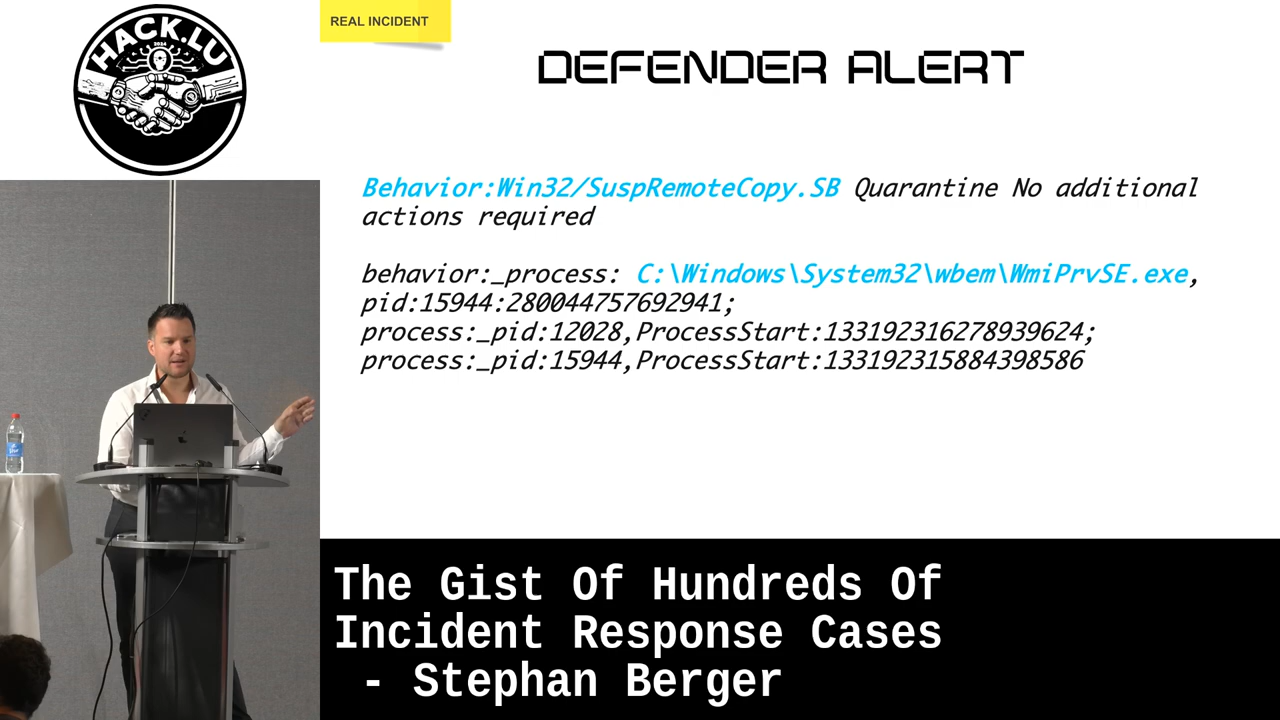 HACK.LU
2024
REAL INCIDENT
DEFENDER ALERT
Behavior:Win32/SuspRemoteCopy.SB Quarantine No additional
actions required
behavior:_process: C:\Windows\System32\wbem\WmiPrvSE.exe,
pid:15944:280044757692941;
process:_pid:12028,ProcessStart:133192316278939624;
process:_pid:15944,ProcessStart:133192315884398586
The Gist Of Hundreds Of
Incident Response Cases
- Stephan Berger